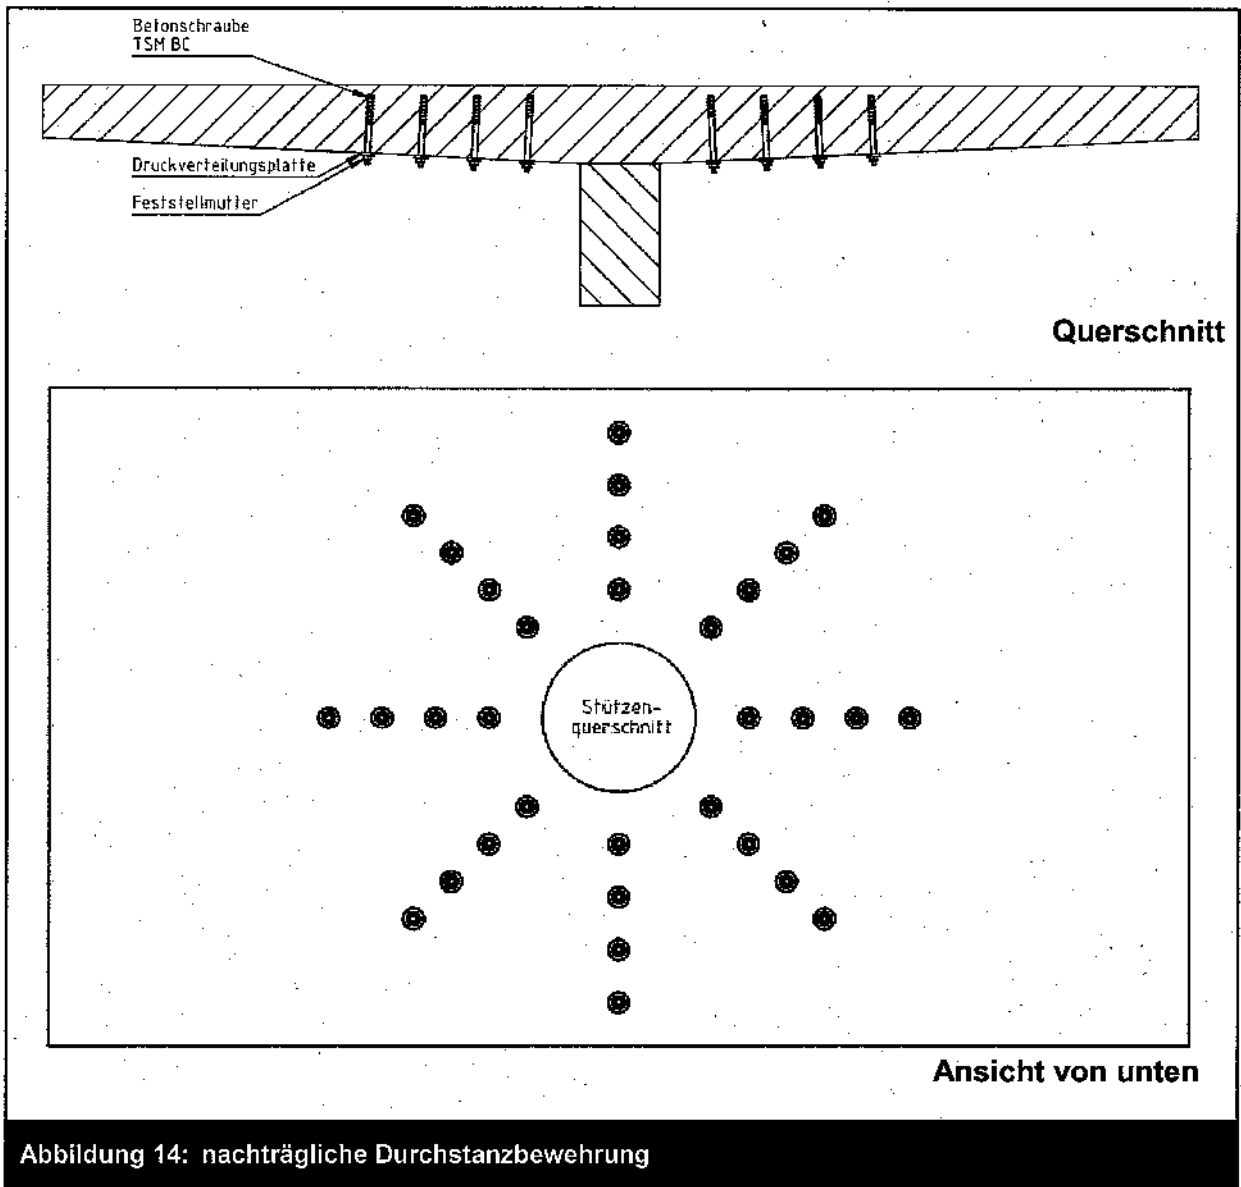 Betonschraube
TSM BC
Druckverteilungsplatte
Feststellmutter
Querschnitt
Stützen-
querschnitt
Ansicht von unten
Abbildung 14: nachträgliche Durchstanzbewehrung